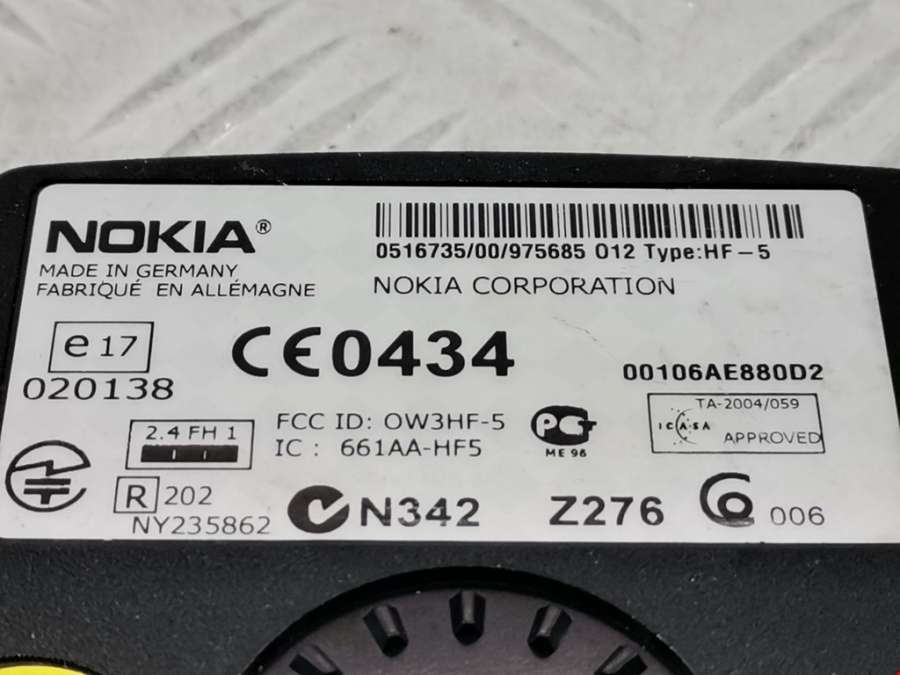 NOKIA®
MADE IN GERMANY
FABRIQUÉ EN ALLÉMAGNE
0516735/00/975685 012 Type:HF-5
NOKIA CORPORATION
e 17
020138
CE0434
00106AE880D2
2.4 FH 1
FCC ID: OW3HF-5
IC : 661AA-HF5
PCT
ME 96
TA-2004/059
ICASA
APPROVED
R 202
NY235862
N342
Z276
006